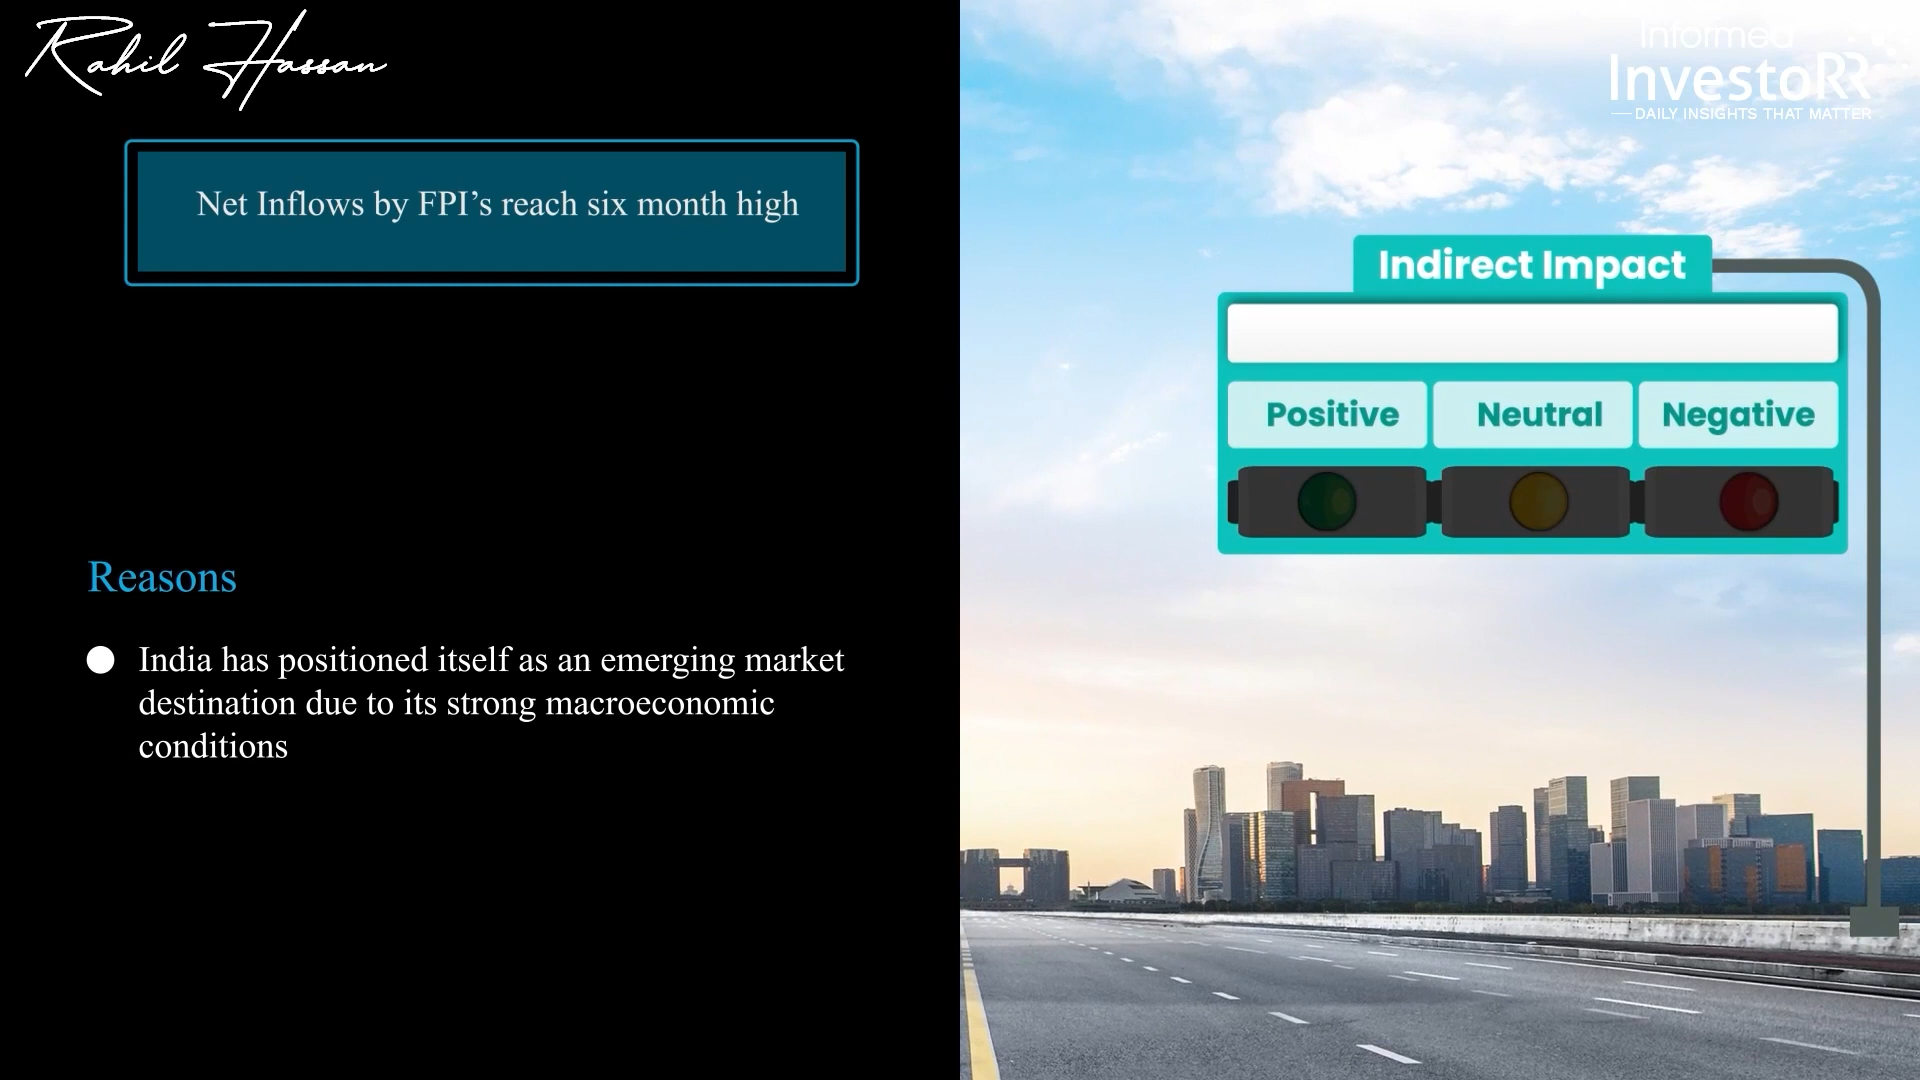 Rahil Hassan
Net Inflows by FPI’s reach six month high
Reasons
India has positioned itself as an emerging market
destination due to its strong macroeconomic
conditions
Informed
InvestoRR
DAILY INSIGHTS THAT MATTER
Indirect Impact
Positive Neutral Negative